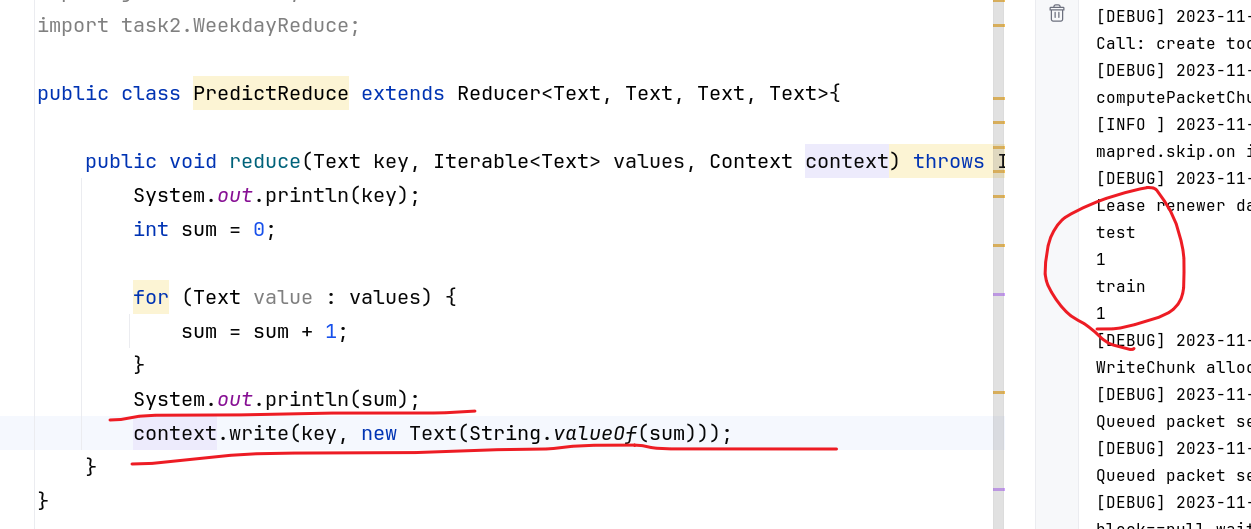 import task2.WeekdayReduce;
public class PredictReduce extends Reducer<Text, Text, Text, Text>{
public void reduce(Text key, Iterable<Text> values, Context context) throws I
System.out.println(key);
int sum = 0;
for (Text value : values) {
sum = sum + 1;
}
System.out.println(sum);
context.write(key, new Text(String.valueOf(sum)));
}
}
[DEBUG] 2023-11-
Call: create too
[DEBUG] 2023-11-
computePacketChu
[INFO ] 2023-11-
mapred.skip.on i
[DEBUG] 2023-11-
Lease renewer da
test
1
train
1
[DEBUG] 2023-11-
WriteChunk alloc
[DEBUG] 2023-11-
Queued packet se
[DEBUG] 2023-11-
Queued packet se
[DEBUG] 2023-11-